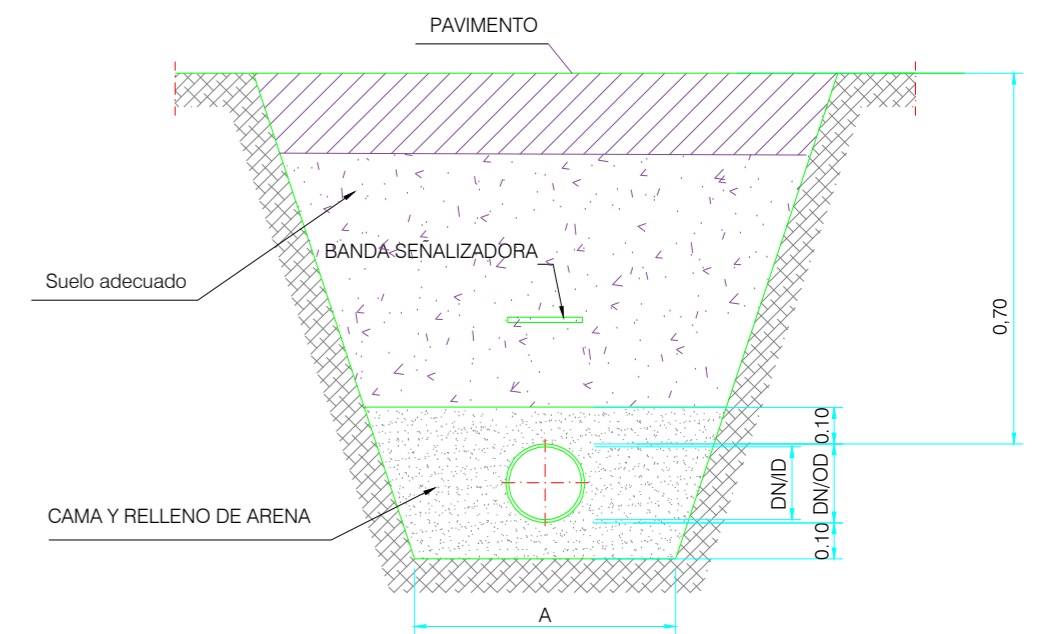 PAVIMENTO
BANDA SEÑALIZADORA
Suelo adecuado
0,70
0.10
DN/ID
DN/OD
CAMA Y RELLENO DE ARENA
0.10
A